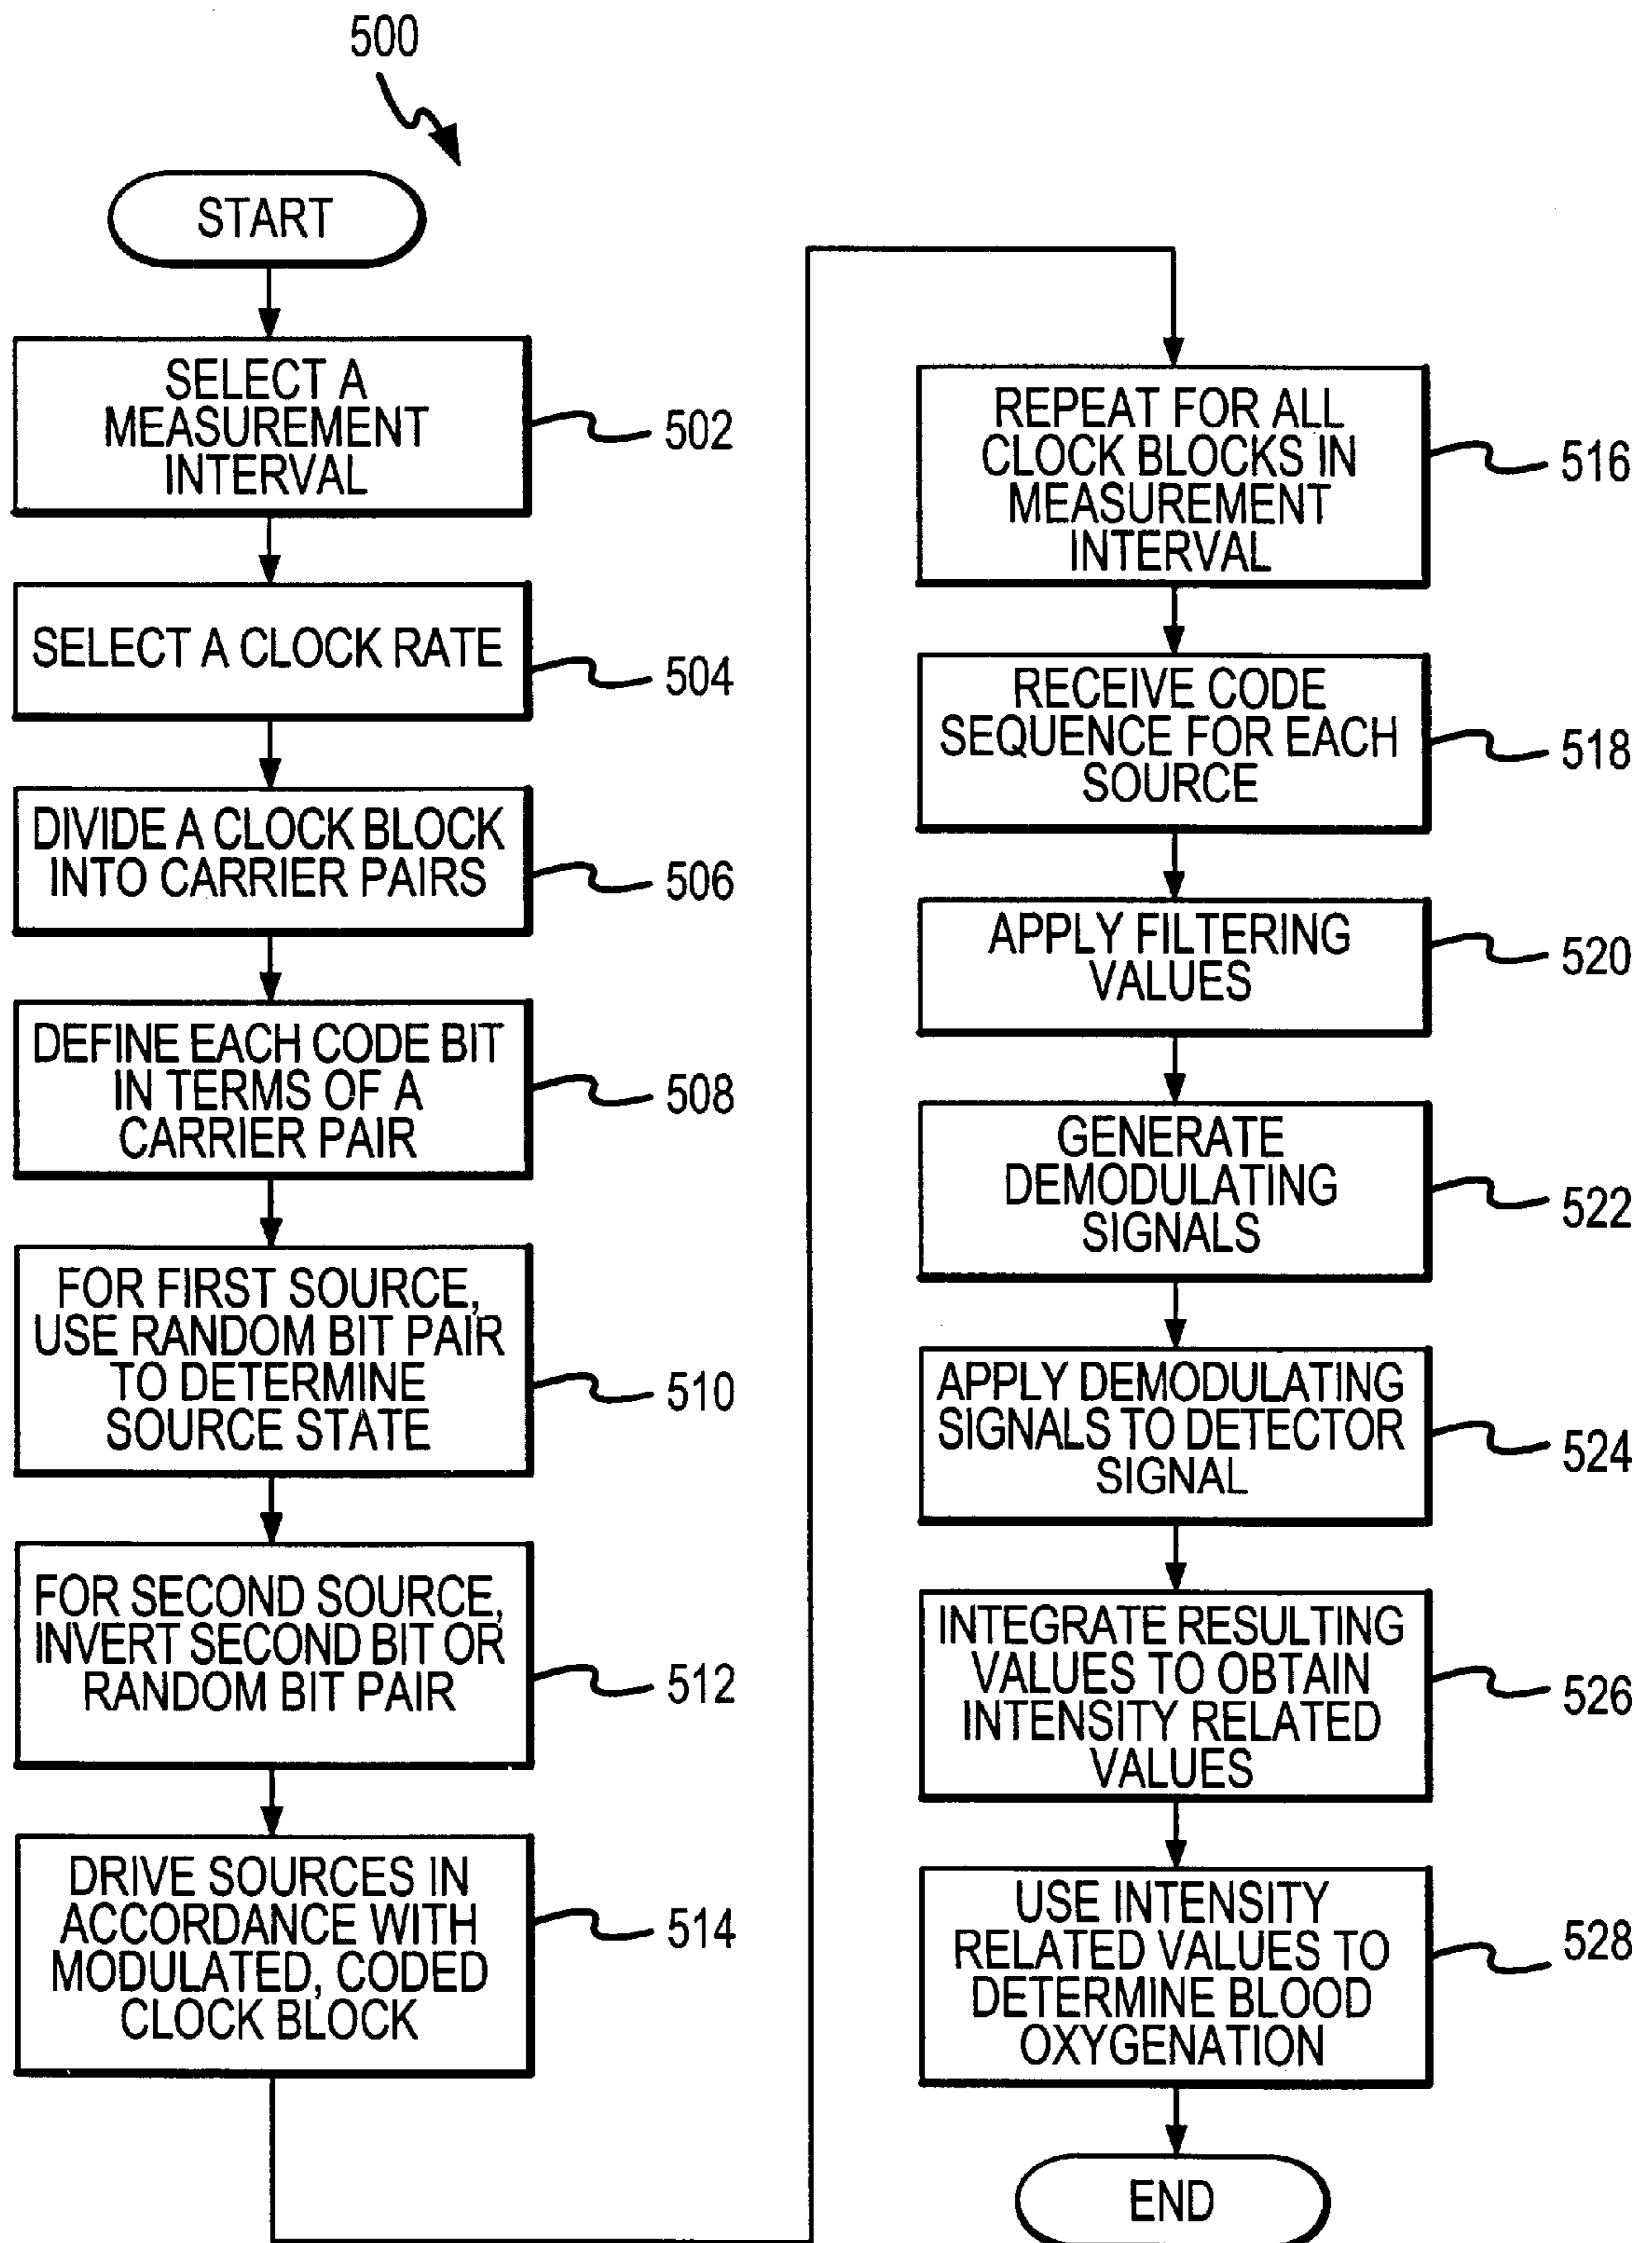 500
START
SELECT A
MEASUREMENT
INTERVAL
502
SELECT A CLOCK RATE
504
DIVIDE A CLOCK BLOCK
INTO CARRIER PAIRS
506
DEFINE EACH CODE BIT
IN TERMS OF A
CARRIER PAIR
508
FOR FIRST SOURCE,
USE RANDOM BIT PAIR
TO DETERMINE
SOURCE STATE
510
FOR SECOND SOURCE,
INVERT SECOND BIT OR
RANDOM BIT PAIR
512
DRIVE SOURCES IN
ACCORDANCE WITH
MODULATED, CODED
CLOCK BLOCK
514
REPEAT FOR ALL
CLOCK BLOCKS IN
MEASUREMENT
INTERVAL
516
RECEIVE CODE
SEQUENCE FOR EACH
SOURCE
518
APPLY FILTERING
VALUES
520
GENERATE
DEMODULATING
SIGNALS
522
APPLY DEMODULATING
SIGNALS TO DETECTOR
SIGNAL
524
INTEGRATE RESULTING
VALUES TO OBTAIN
INTENSITY RELATED
VALUES
526
USE INTENSITY
RELATED VALUES TO
DETERMINE BLOOD
OXYGENATION
528
END